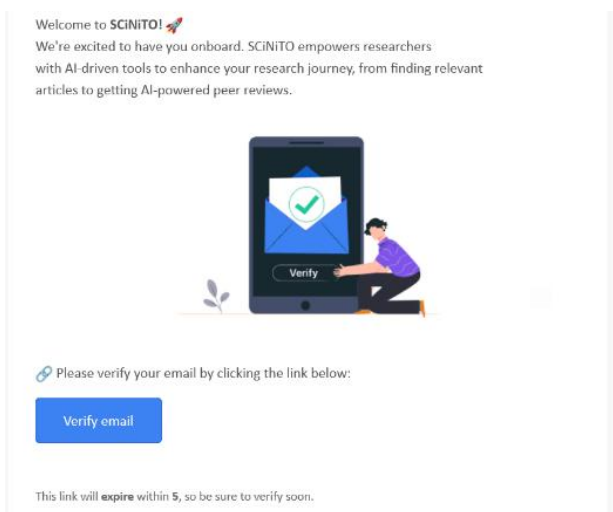 Welcome to SCiNiTO! 🚀
We're excited to have you onboard. SCiNiTO empowers researchers
with AI-driven tools to enhance your research journey, from finding relevant
articles to getting AI-powered peer reviews.
Verify
🔗 Please verify your email by clicking the link below:
Verify email
This link will expire within 5, so be sure to verify soon.